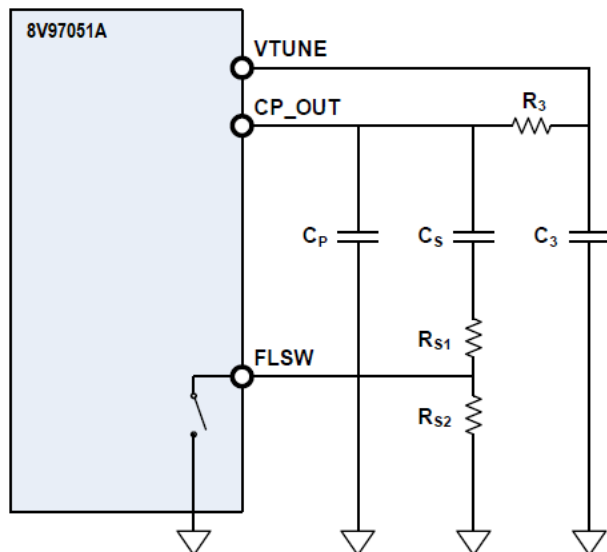 8V97051A
VTUNE
CP_OUT
R3
CP
CS
C3
RS1
FLSW
RS2